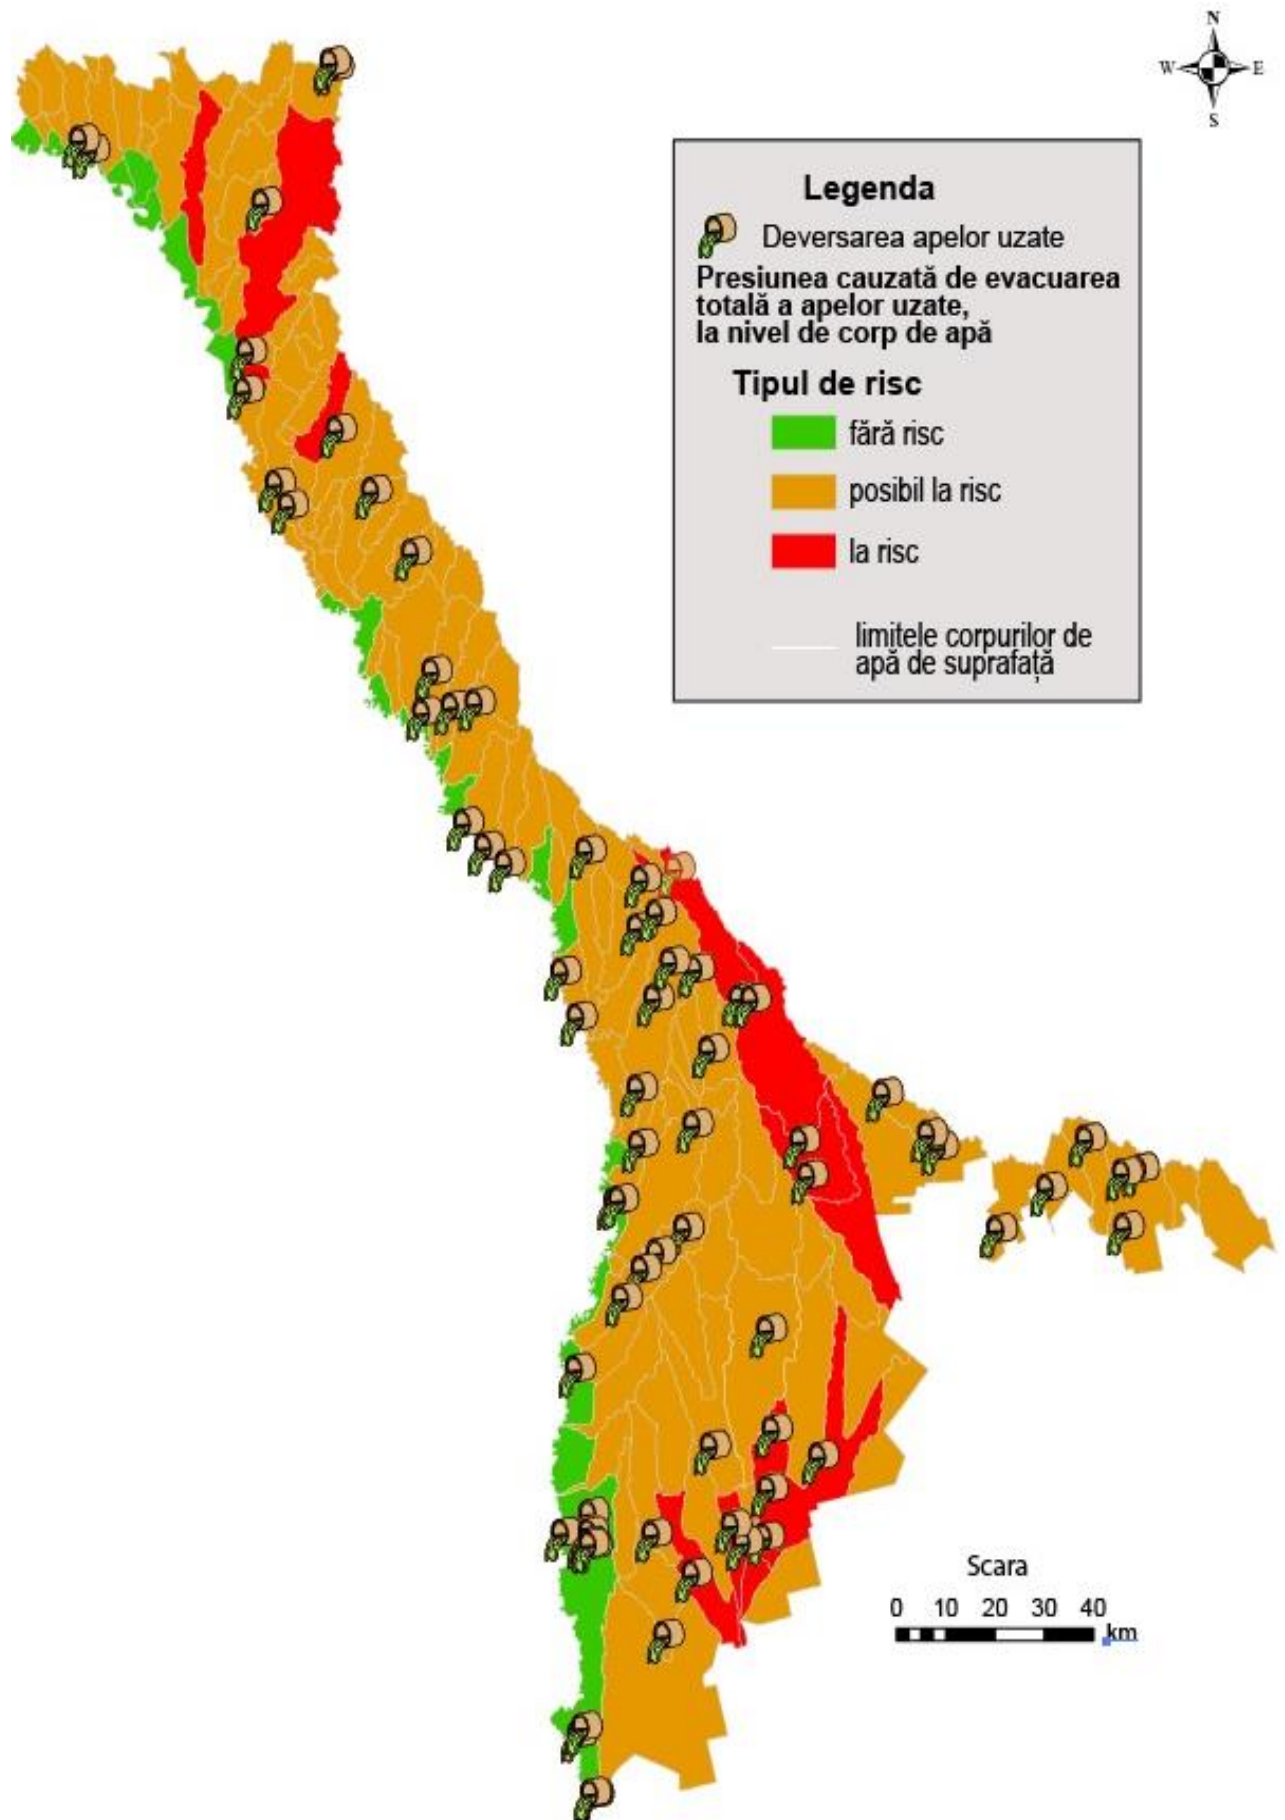 N
W E
S
Legenda
Deversarea apelor uzate
Presiunea cauzată de evacuarea
totală a apelor uzate,
la nivel de corp de apă
Tipul de risc
fără risc
posibil la risc
la risc
limitele corpurilor de
apă de suprafață
Scara
0 10 20 30 40
km